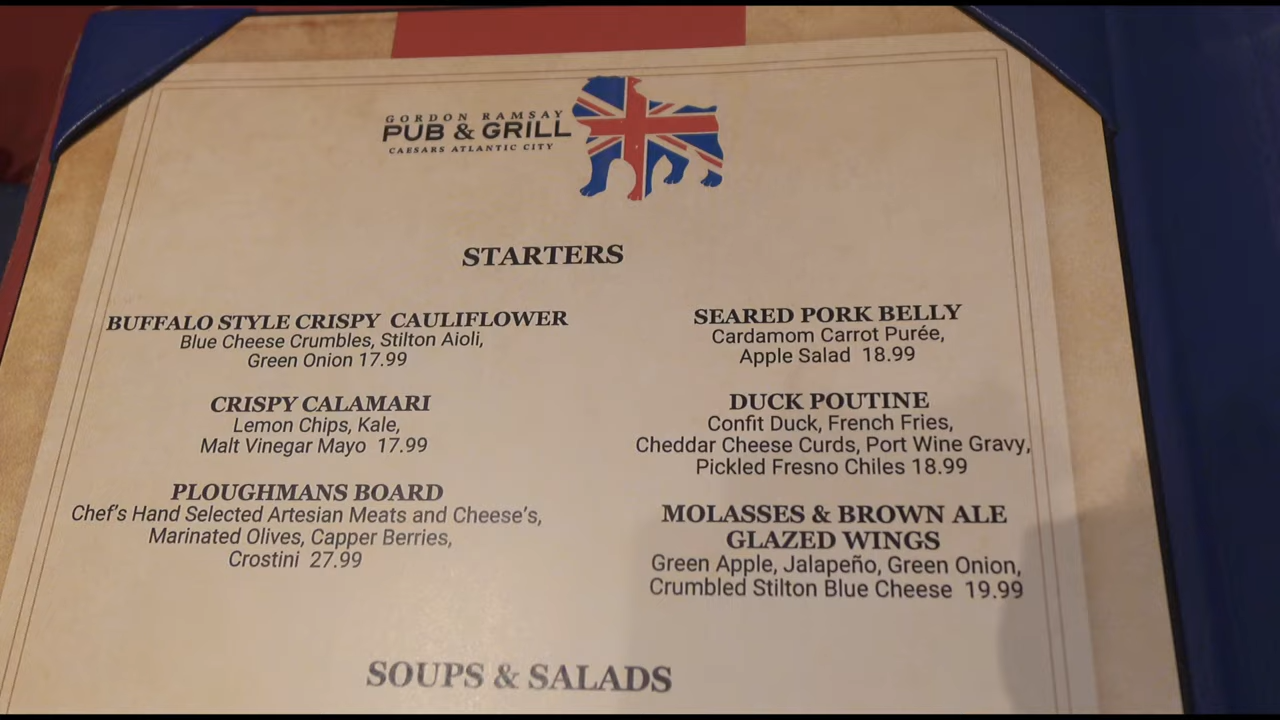 GORDON RAMSAY
PUB & GRILL
CAESARS ATLANTIC CITY
STARTERS
BUFFALO STYLE CRISPY CAULIFLOWER
Blue Cheese Crumbles, Stilton Aioli,
Green Onion 17.99
CRISPY CALAMARI
Lemon Chips, Kale,
Malt Vinegar Mayo 17.99
PLOUGHMANS BOARD
Chef's Hand Selected Artesian Meats and Cheese's,
Marinated Olives, Capper Berries,
Crostini 27.99
SEARED PORK BELLY
Cardamom Carrot Purée,
Apple Salad 18.99
DUCK POUTINE
Confit Duck, French Fries,
Cheddar Cheese Curds, Port Wine Gravy,
Pickled Fresno Chiles 18.99
MOLASSES & BROWN ALE
GLAZED WINGS
Green Apple, Jalapeño, Green Onion,
Crumbled Stilton Blue Cheese 19.99
SOUPS & SALADS